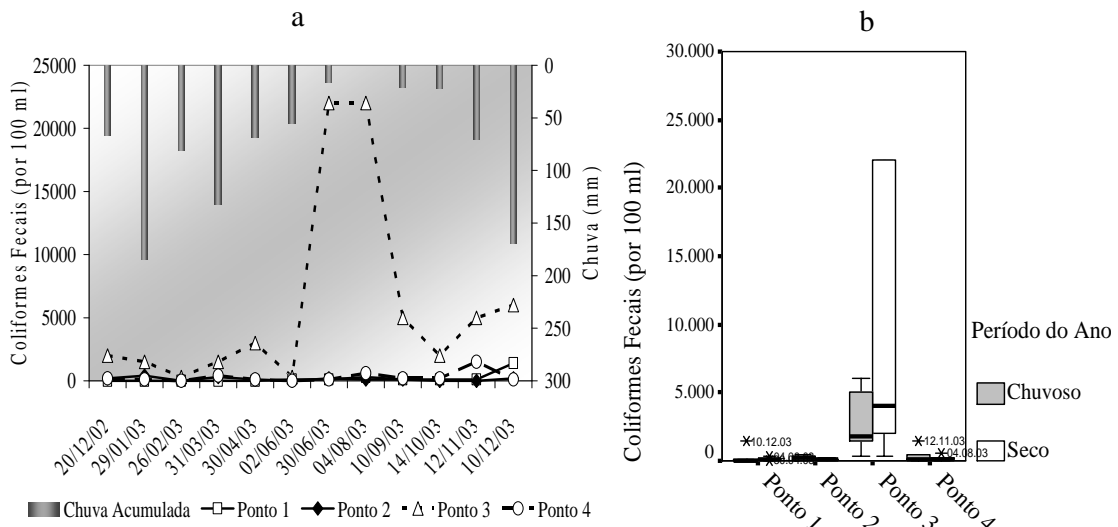 a
25000
20000
15000
10000
5000
0
Coliformes Fecais (por 100 ml)
0
50
100
150
200
250
300
Chuva (mm)
20/12/02
29/01/03
26/02/03
31/03/03
30/04/03
02/06/03
30/06/03
04/08/03
10/09/03
14/10/03
12/11/03
10/12/03
Chuva Acumulada
Ponto 1
Ponto 2
Ponto 3
Ponto 4
b
30.000
25.000
20.000
15.000
10.000
5.000
0
Coliformes Fecais (por 100 ml)
10.12.03
12.11.03
04.08.03
Ponto 1
Ponto 2
Ponto 3
Ponto 4
Período do Ano
Chuvoso
Seco